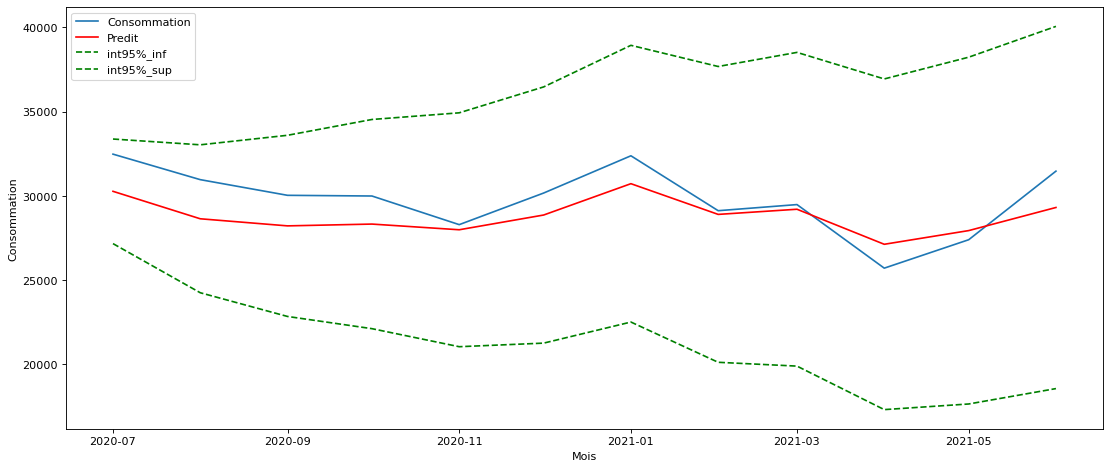 Consommation
Predit
int95%_inf
int95%_sup
40000
35000
30000
25000
20000
Consommation
2020-07
2020-09
2020-11
2021-01
2021-03
2021-05
Mois